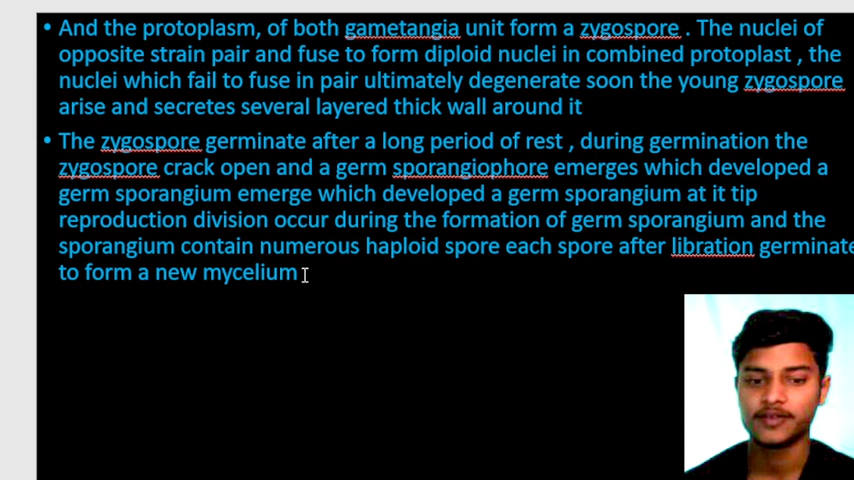 • And the protoplasm, of both gametangia unit form a zygospore . The nuclei of
opposite strain pair and fuse to form diploid nuclei in combined protoplast , the
nuclei which fail to fuse in pair ultimately degenerate soon the young zygospore
arise and secretes several layered thick wall around it
• The zygospore germinate after a long period of rest , during germination the
zygospore crack open and a germ sporangiophore emerges which developed a
germ sporangium emerge which developed a germ sporangium at it tip
reproduction division occur during the formation of germ sporangium and the
sporangium contain numerous haploid spore each spore after libration germinate
to form a new mycelium